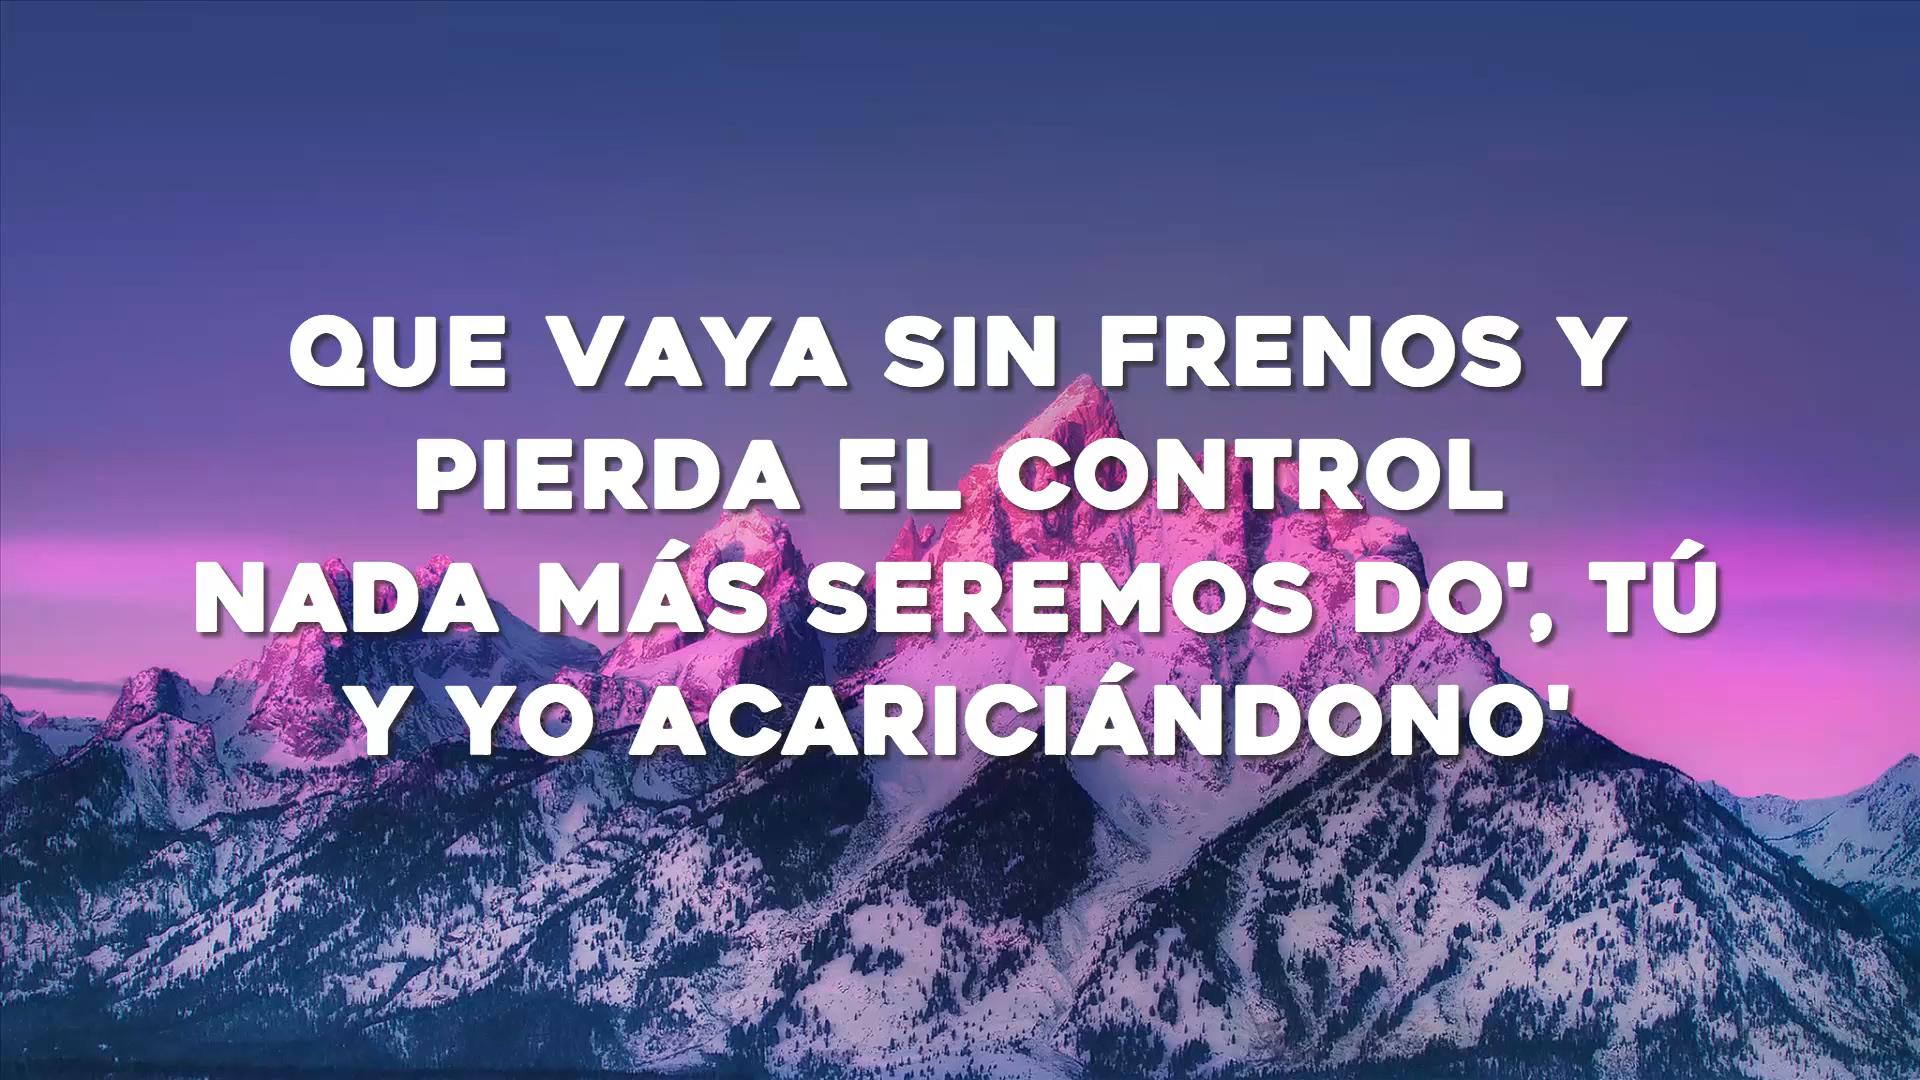 QUE VAYA SIN FRENOS Y
PIERDA EL CONTROL
NADA MÁS SEREMOS DO', TÚ
Y YO ACARICIÁNDONO'